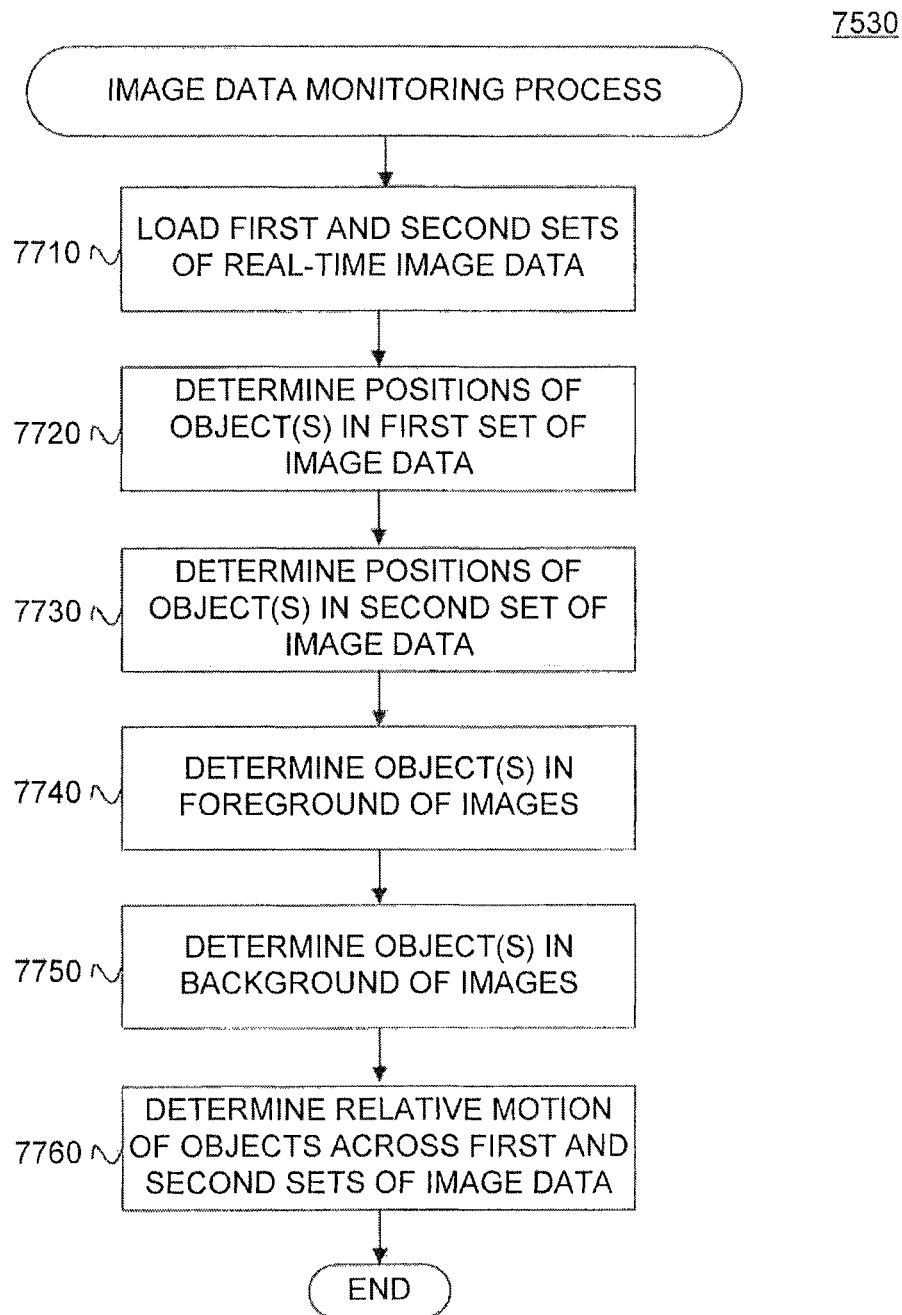 7530
IMAGE DATA MONITORING PROCESS
7710
LOAD FIRST AND SECOND SETS
OF REAL-TIME IMAGE DATA
7720
DETERMINE POSITIONS OF
OBJECT(S) IN FIRST SET OF
IMAGE DATA
7730
DETERMINE POSITIONS OF
OBJECT(S) IN SECOND SET OF
IMAGE DATA
7740
DETERMINE OBJECT(S) IN
FOREGROUND OF IMAGES
7750
DETERMINE OBJECT(S) IN
BACKGROUND OF IMAGES
7760
DETERMINE RELATIVE MOTION
OF OBJECTS ACROSS FIRST AND
SECOND SETS OF IMAGE DATA
END